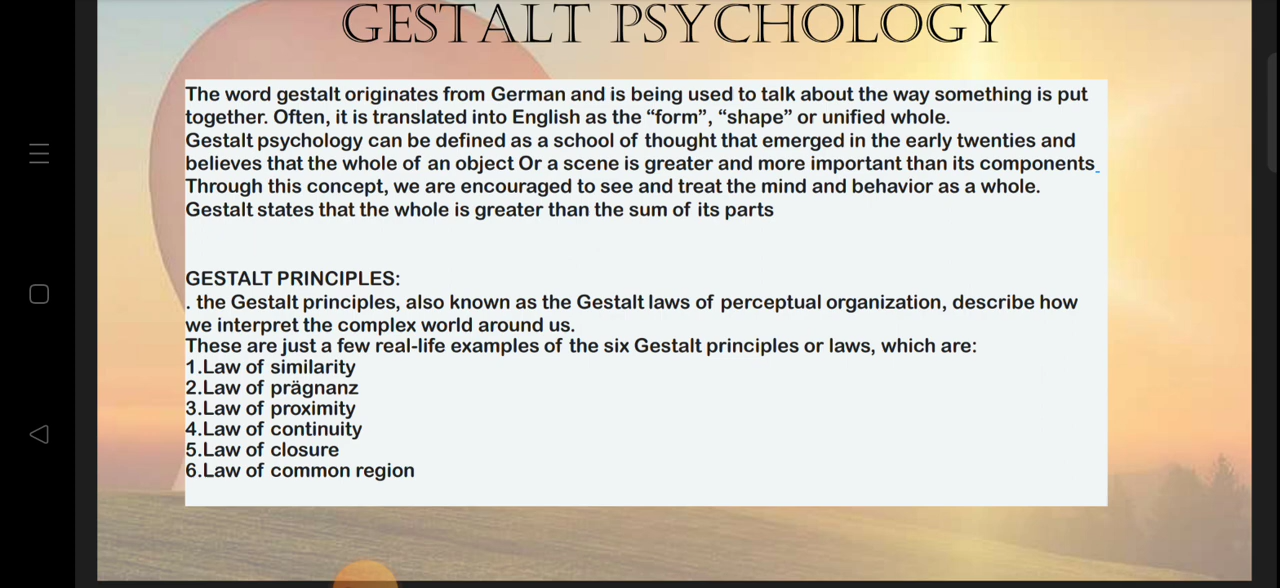 GESTALT PSYCHOLOGY
The word gestalt originates from German and is being used to talk about the way something is put
together. Often, it is translated into English as the “form”, “shape” or unified whole.
Gestalt psychology can be defined as a school of thought that emerged in the early twenties and
believes that the whole of an object Or a scene is greater and more important than its components
Through this concept, we are encouraged to see and treat the mind and behavior as a whole.
Gestalt states that the whole is greater than the sum of its parts
GESTALT PRINCIPLES:
. the Gestalt principles, also known as the Gestalt laws of perceptual organization, describe how
we interpret the complex world around us.
These are just a few real-life examples of the six Gestalt principles or laws, which are:
1.Law of similarity
2.Law of prägnanz
3.Law of proximity
4.Law of continuity
5.Law of closure
6.Law of common region